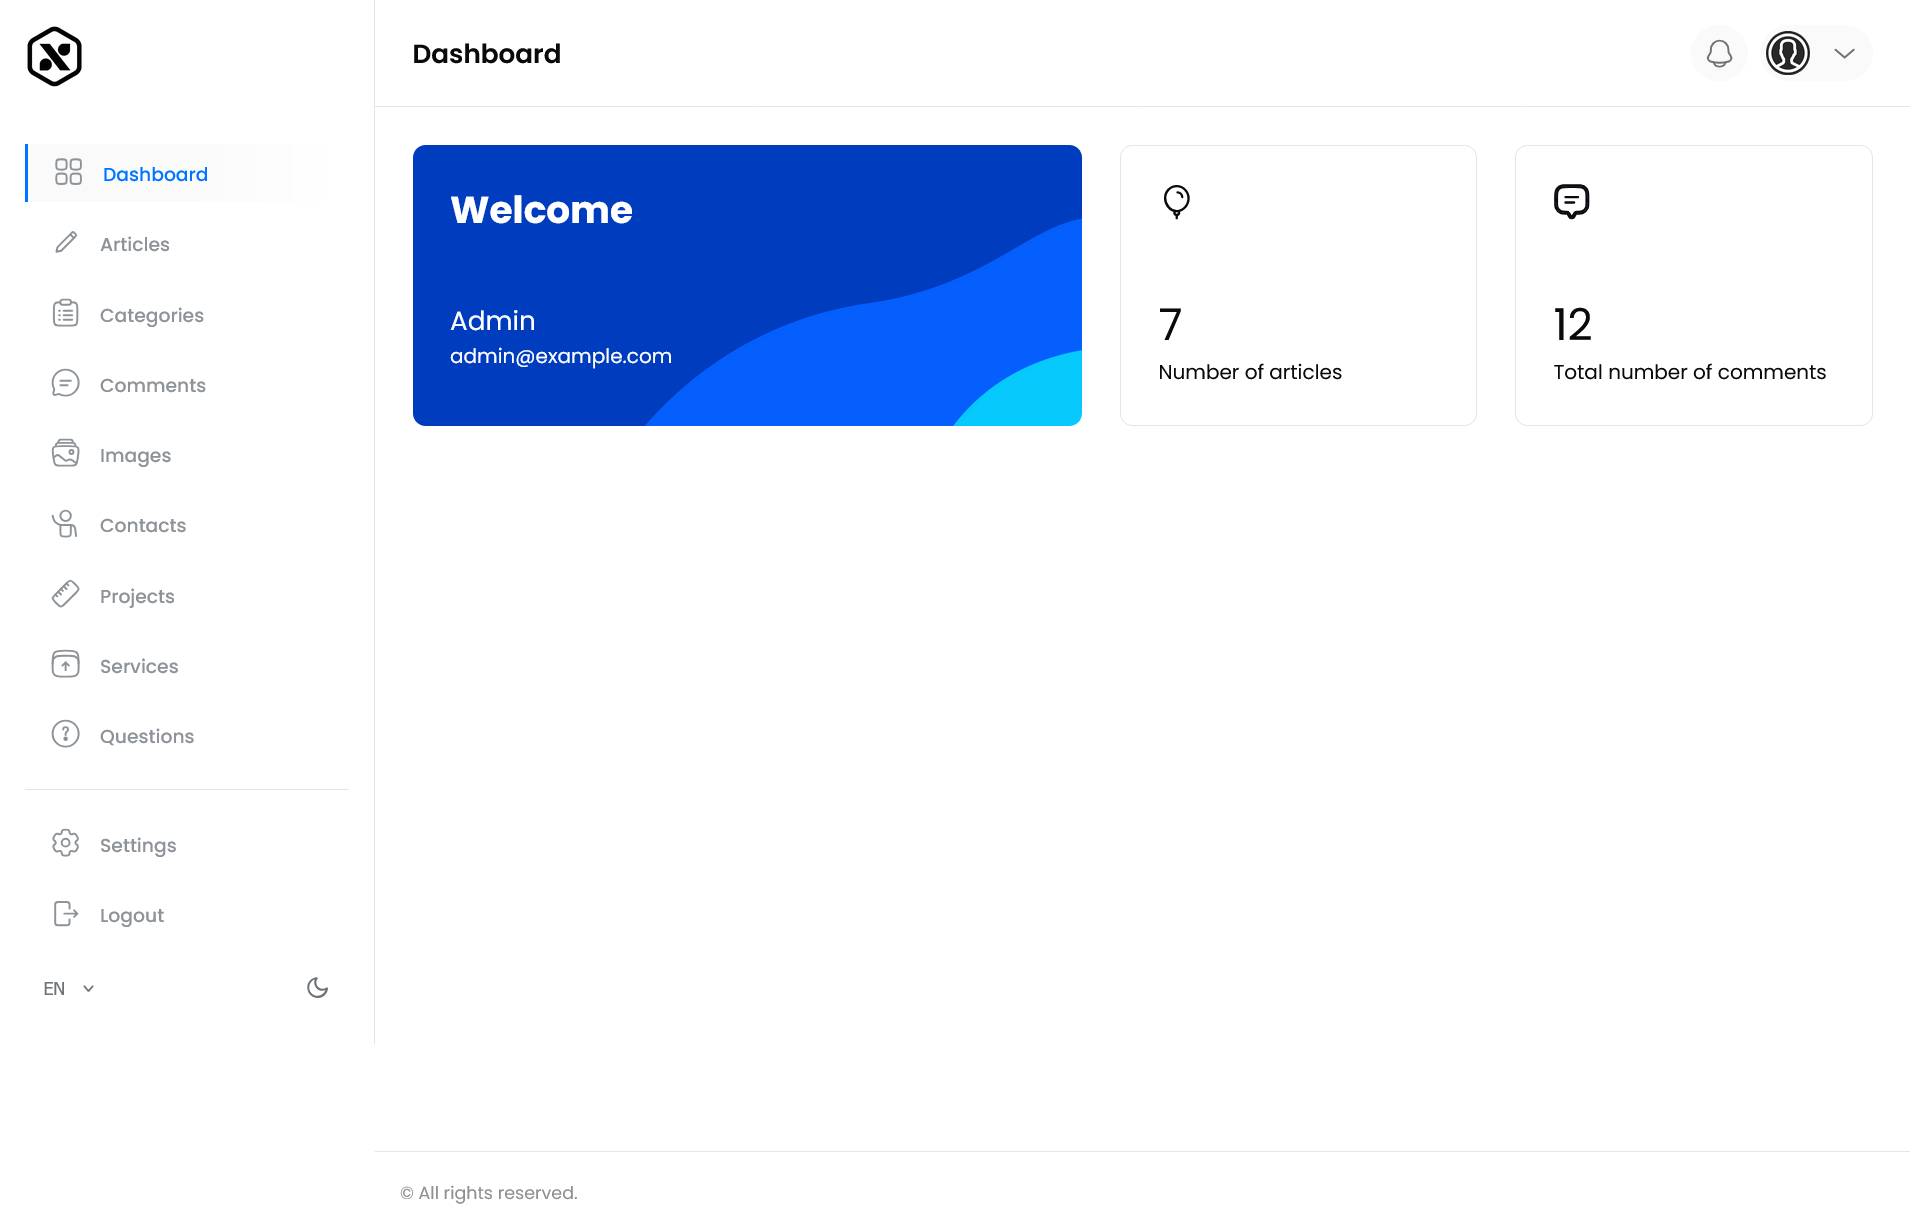 Dashboard
Articles
Categories
Comments
Images
Contacts
Projects
Services
Questions
Settings
Logout
EN
Dashboard
Welcome
Admin
admin@example.com
7
Number of articles
12
Total number of comments
© All rights reserved.